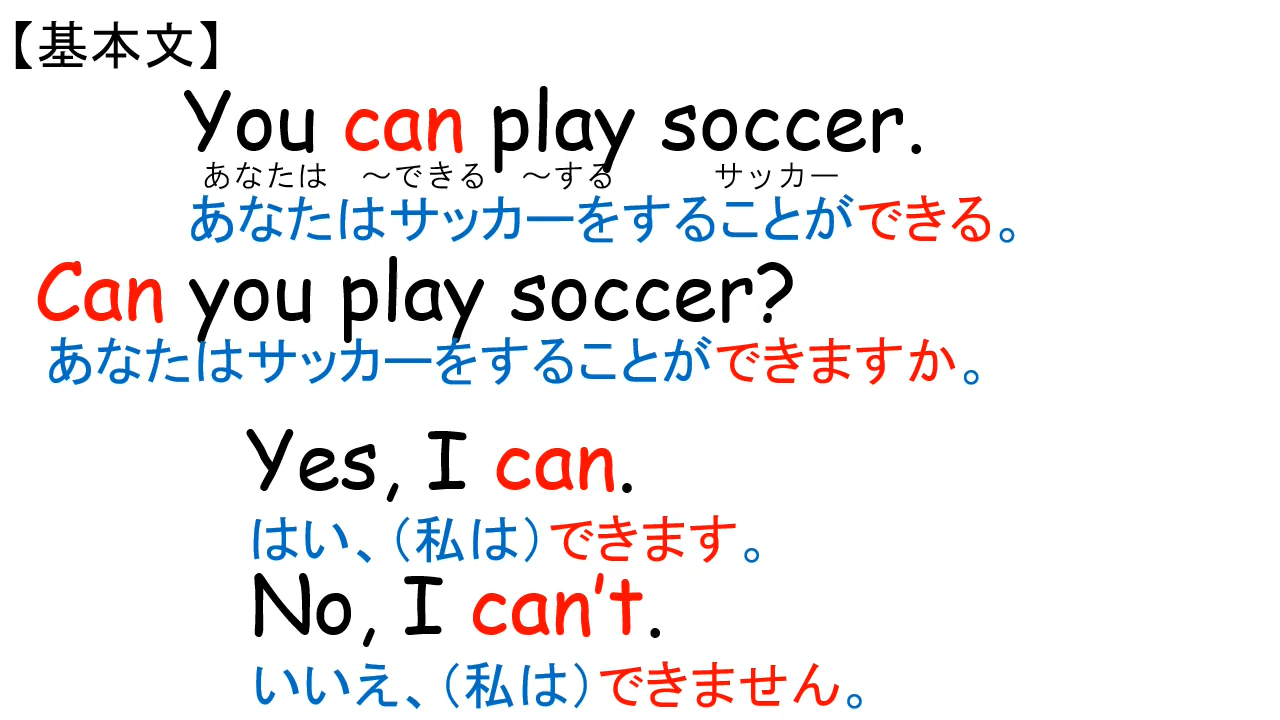 【基本文】
You can play soccer.
あなたは ～できる ～する サッカー
あなたはサッカーをすることができる。
Can you play soccer?
あなたはサッカーをすることができますか。
Yes, I can.
はい、（私は）できます。
No, I can't.
いいえ、（私は）できません。